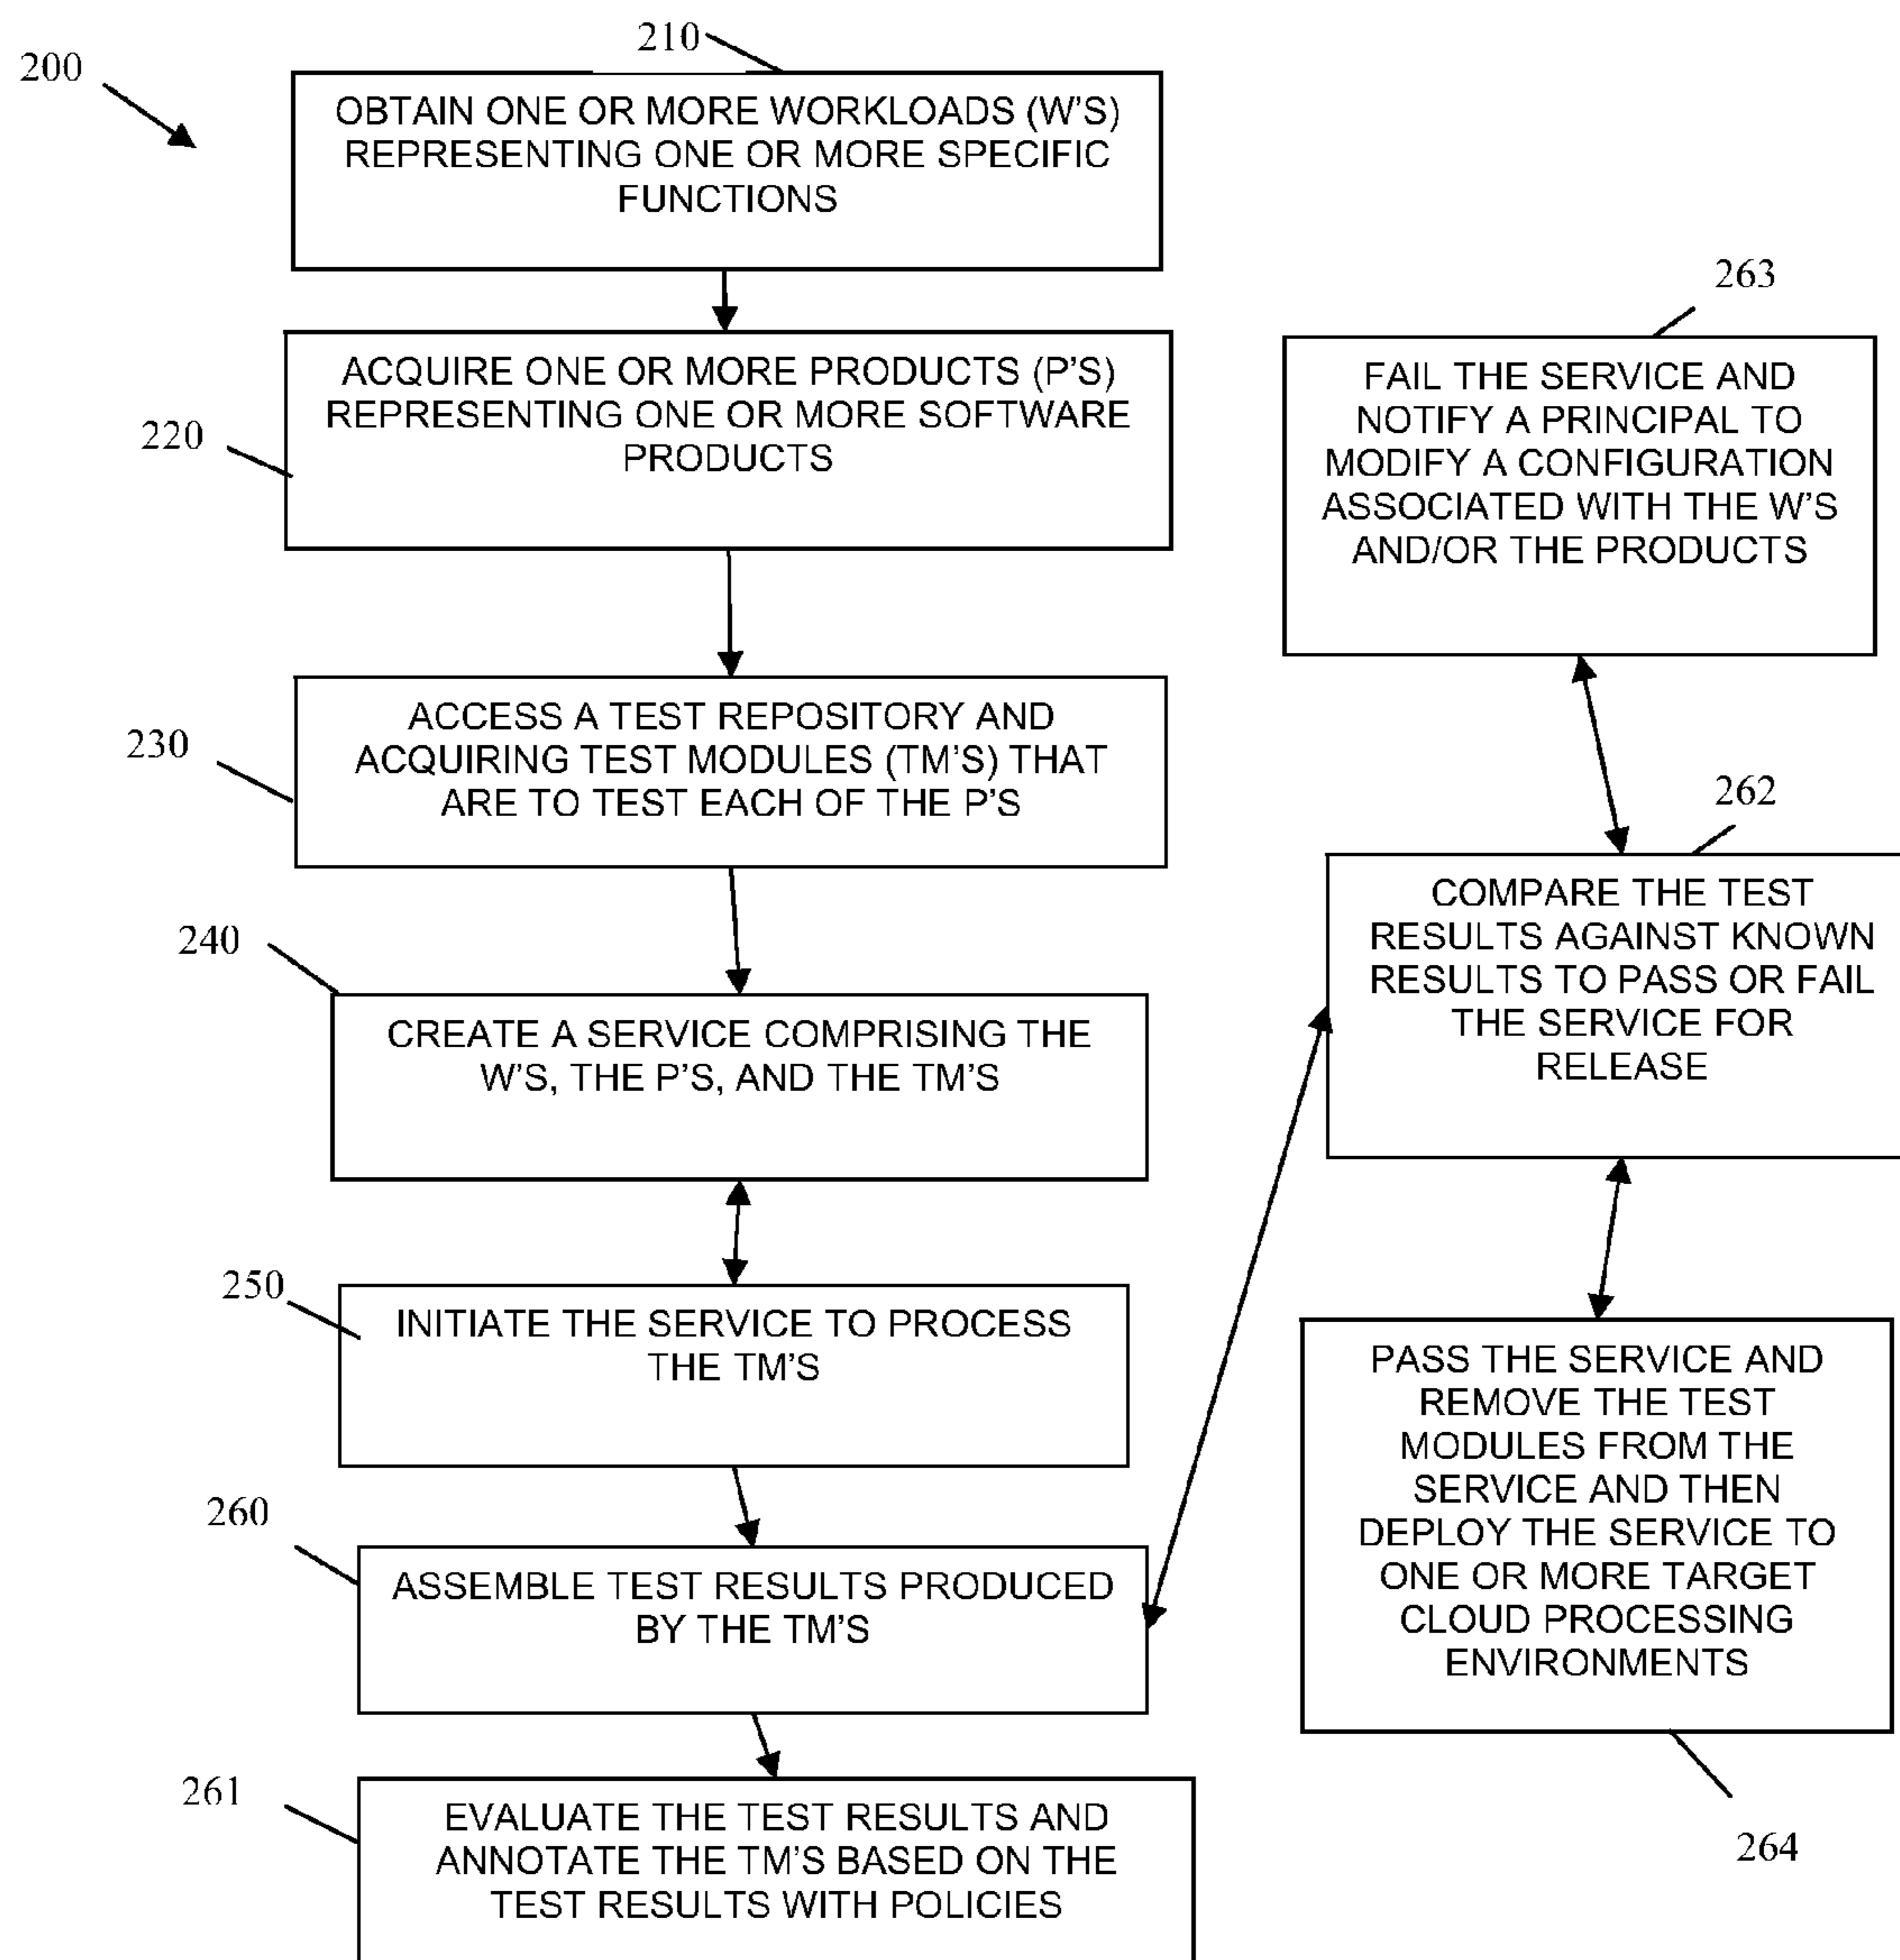 200
210
OBTAIN ONE OR MORE WORKLOADS (W'S)
REPRESENTING ONE OR MORE SPECIFIC
FUNCTIONS
220
ACQUIRE ONE OR MORE PRODUCTS (P'S)
REPRESENTING ONE OR MORE SOFTWARE
PRODUCTS
230
ACCESS A TEST REPOSITORY AND
ACQUIRING TEST MODULES (TM'S) THAT
ARE TO TEST EACH OF THE P'S
240
CREATE A SERVICE COMPRISING THE
W'S, THE P'S, AND THE TM'S
250
INITIATE THE SERVICE TO PROCESS
THE TM'S
260
ASSEMBLE TEST RESULTS PRODUCED
BY THE TM'S
261
EVALUATE THE TEST RESULTS AND
ANNOTATE THE TM'S BASED ON THE
TEST RESULTS WITH POLICIES
263
FAIL THE SERVICE AND
NOTIFY A PRINCIPAL TO
MODIFY A CONFIGURATION
ASSOCIATED WITH THE W'S
AND/OR THE PRODUCTS
262
COMPARE THE TEST
RESULTS AGAINST KNOWN
RESULTS TO PASS OR FAIL
THE SERVICE FOR
RELEASE
PASS THE SERVICE AND
REMOVE THE TEST
MODULES FROM THE
SERVICE AND THEN
DEPLOY THE SERVICE TO
ONE OR MORE TARGET
CLOUD PROCESSING
ENVIRONMENTS
264